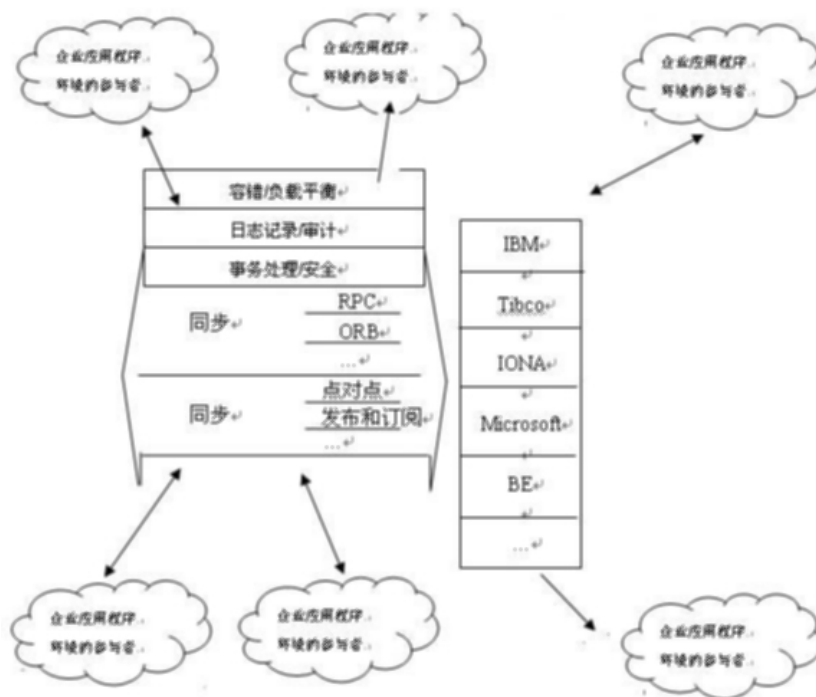 企业应用程序
环境的参与者
企业应用程序
环境的参与者
企业应用程序
环境的参与者
容错/负载平衡
日志记录/审计
事务处理/安全
同步
RPC
ORB
...
同步
点对点
发布和订阅
...
IBM
Tibco
IONA
Microsoft
BE
...
企业应用程序
环境的参与者
企业应用程序
环境的参与者
企业应用程序
环境的参与者